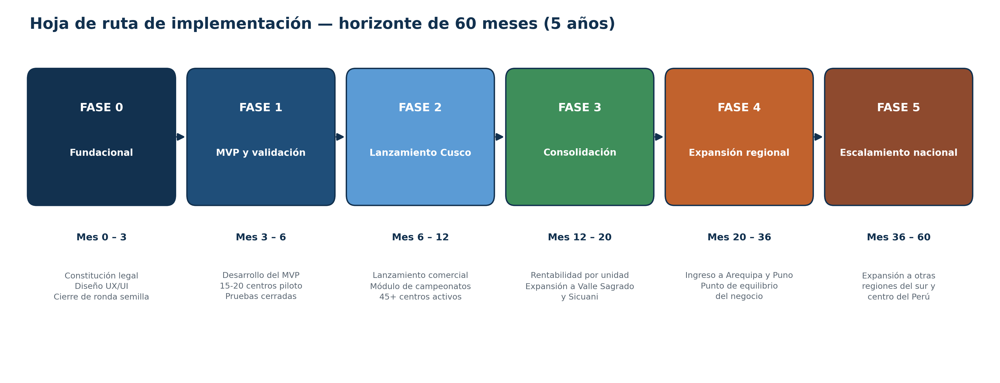 Hoja de ruta de implementación — horizonte de 60 meses (5 años)
FASE 0
Fundacional
Mes 0 – 3
Constitución legal
Diseño UX/UI
Cierre de ronda semilla
FASE 1
MVP y validación
Mes 3 – 6
Desarrollo del MVP
15-20 centros piloto
Pruebas cerradas
FASE 2
Lanzamiento Cusco
Mes 6 – 12
Lanzamiento comercial
Módulo de campeonatos
45+ centros activos
FASE 3
Consolidación
Mes 12 – 20
Rentabilidad por unidad
Expansión a Valle Sagrado
y Sicuani
FASE 4
Expansión regional
Mes 20 – 36
Ingreso a Arequipa y Puno
Punto de equilibrio
del negocio
FASE 5
Escalamiento nacional
Mes 36 – 60
Expansión a otras
regiones del sur y
centro del Perú